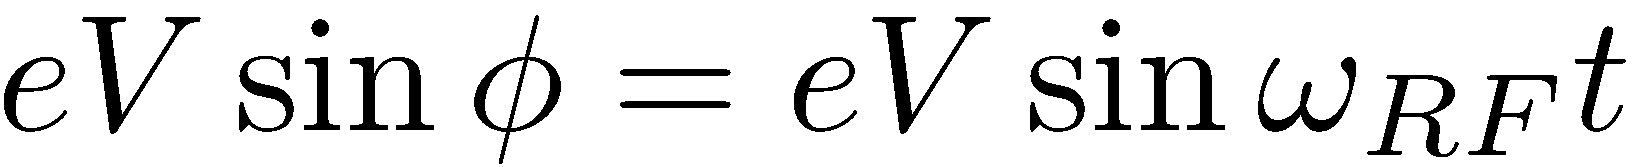 eV sin ϕ = eV sin ω_{RF} t